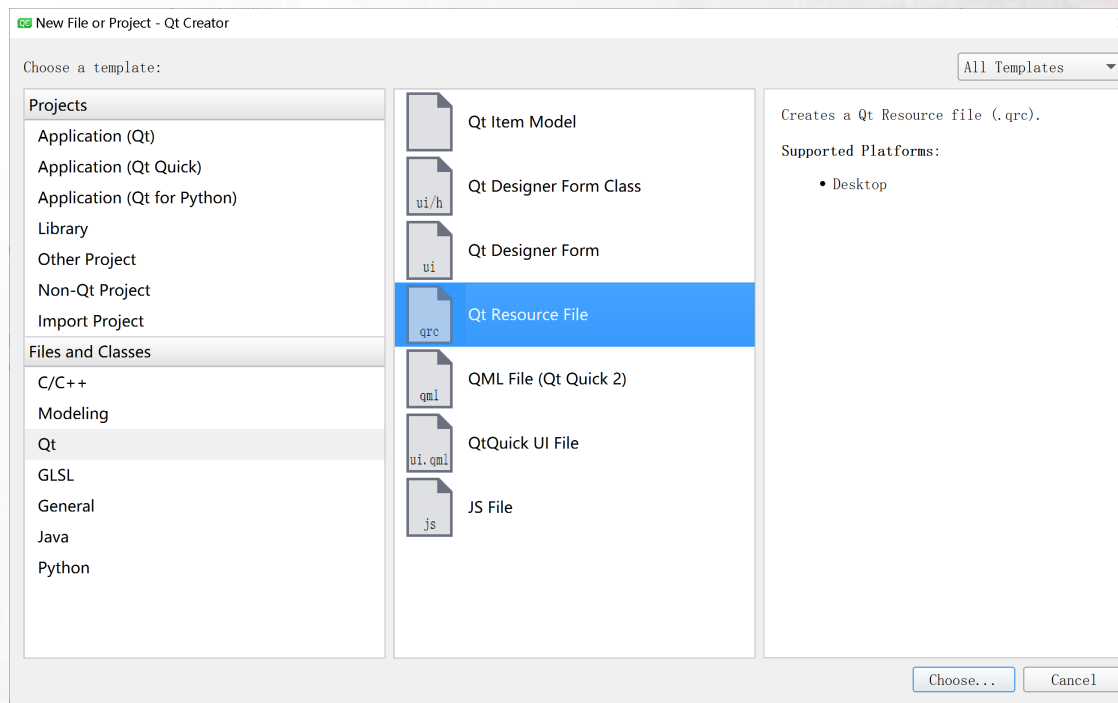 QC New File or Project - Qt Creator
Choose a template:
All Templates
Projects
Application (Qt)
Application (Qt Quick)
Application (Qt for Python)
Library
Other Project
Non-Qt Project
Import Project
Files and Classes
C/C++
Modeling
Qt
GLSL
General
Java
Python
Qt Item Model
ui/h
Qt Designer Form Class
ui
Qt Designer Form
qrc
Qt Resource File
qml
QML File (Qt Quick 2)
ui.qml
QtQuick UI File
js
JS File
Creates a Qt Resource file (.qrc).
Supported Platforms:
• Desktop
Choose...
Cancel